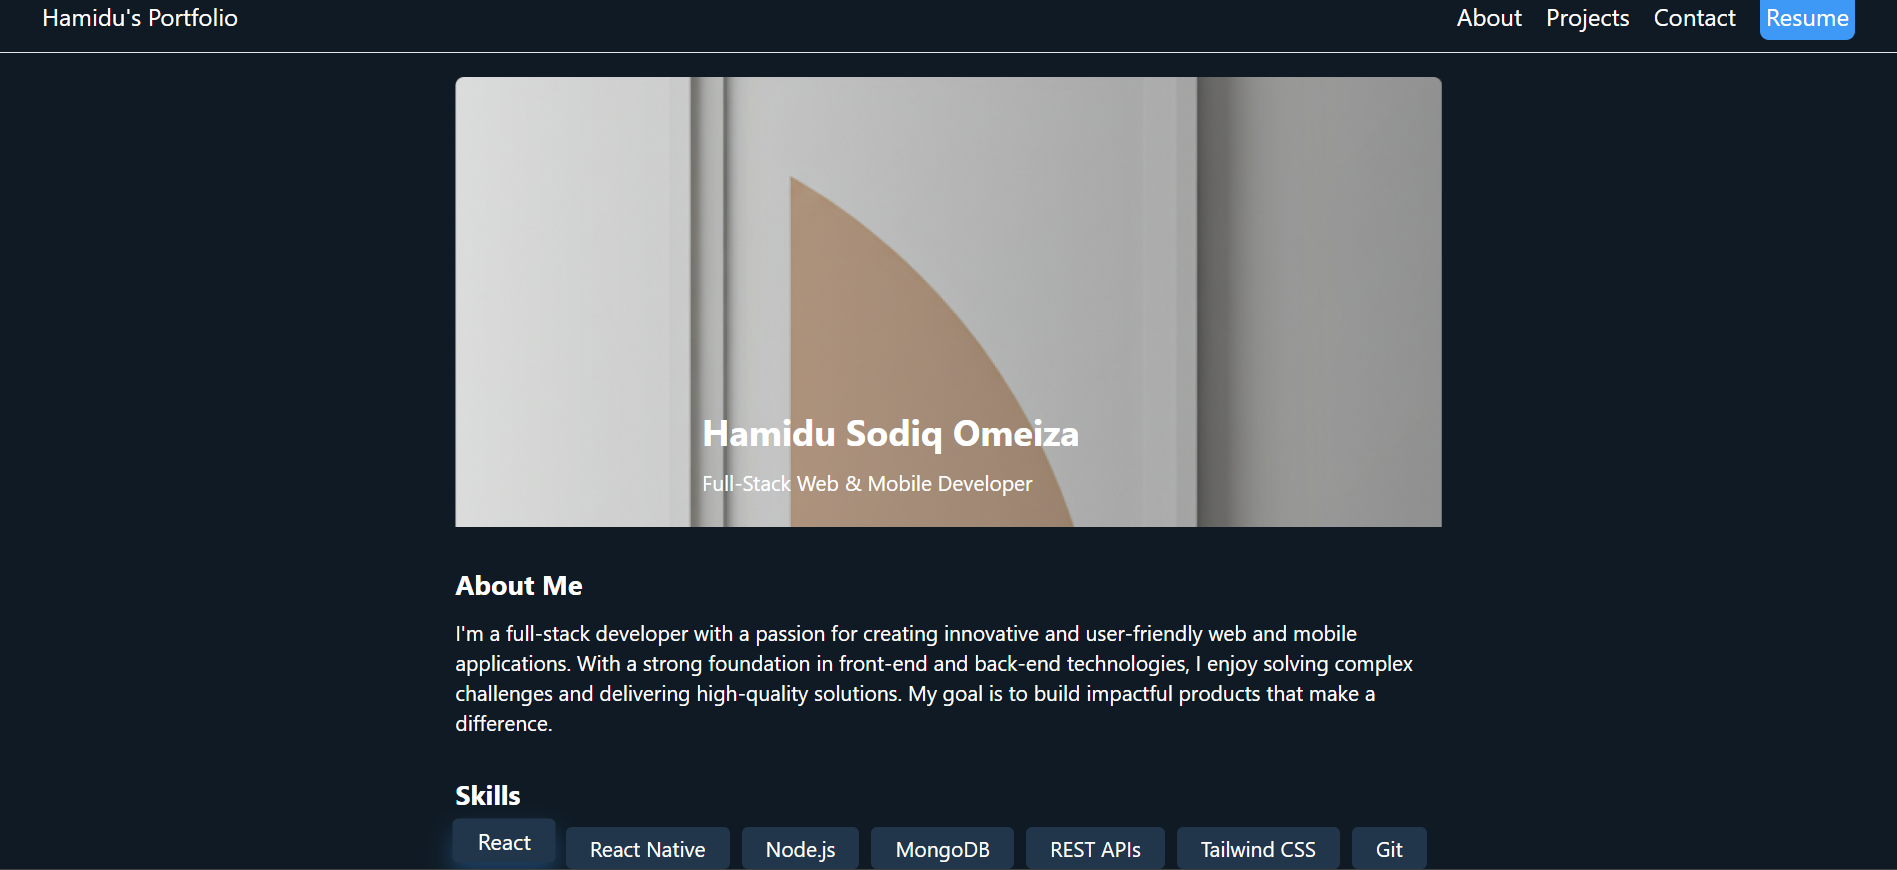 Hamidu's Portfolio
About Projects Contact Resume
Hamidu Sodiq Omeiza
Full-Stack Web & Mobile Developer
About Me
I'm a full-stack developer with a passion for creating innovative and user-friendly web and mobile
applications. With a strong foundation in front-end and back-end technologies, I enjoy solving complex
challenges and delivering high-quality solutions. My goal is to build impactful products that make a
difference.
Skills
React React Native Node.js MongoDB REST APIs Tailwind CSS Git